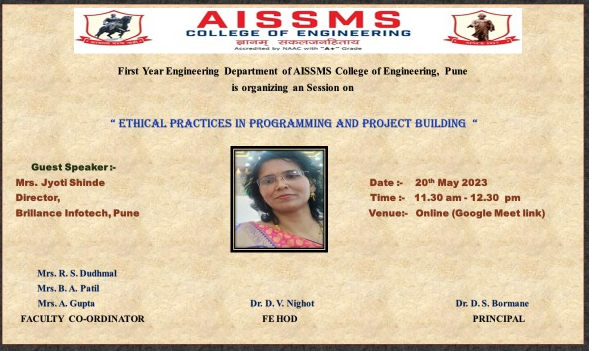 AISSMS
COLLEGE OF ENGINEERING
ज्ञानम् सकलजनहिताय
Accredited by NAAC with "A+" Grade
First Year Engineering Department of AISSMS College of Engineering, Pune
is organizing an Session on
“ ETHICAL PRACTICES IN PROGRAMMING AND PROJECT BUILDING “
Guest Speaker:-
Mrs. Jyoti Shinde
Director,
Brillance Infotech, Pune
Date :- 20th May 2023
Time :- 11.30 am - 12.30 pm
Venue:- Online (Google Meet link)
Mrs. R. S. Dudhmal
Mrs. B. A. Patil
Mrs. A. Gupta
FACULTY CO-ORDINATOR
Dr. D. V. Nighot
FE HOD
Dr. D. S. Bormane
PRINCIPAL